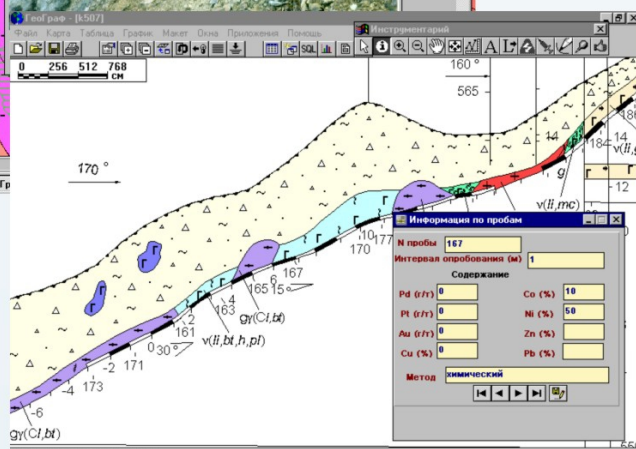 ГеоГраф - [k507]
Файл Карта Таблица График Макет Окна Приложения Помощь
Инструментарий
SQL
A L
0 256 512 768
см
160°
565
170°
14
184
14
186
12
g
ν(li,mc)
10
170
177
6
167
15°
165
gγ(Cl,bt)
4
163
2
161
ν(li,bt,h,pl)
0
30°
-2
171
173
-4
-6
gγ(Cl,bt)
Информация по пробам
N пробы 167
Интервал опробования (м) 1
Содержание
Pd (г/т) 0 Co (%) 10
Pt (г/т) 0 Ni (%) 50
Au (г/т) 0 Zn (%)
Cu (%) 0 Pb (%)
Метод химический